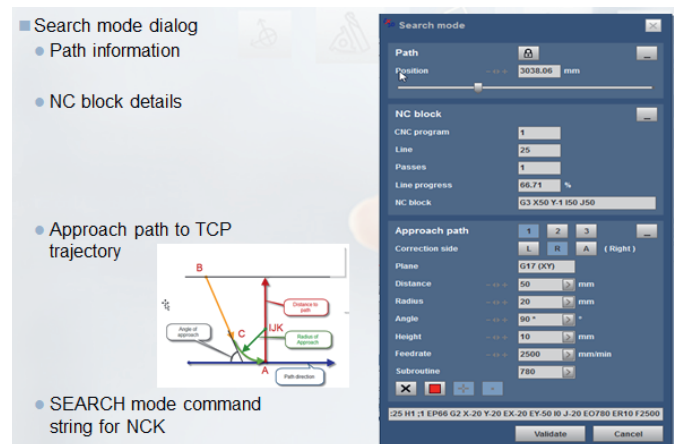 Search mode dialog
Path information
NC block details
Approach path to TCP
trajectory
B
Distance to
path
Angle of
approach
C
IJK
Radius of
Approach
A
Path direction
SEARCH mode command
string for NCK
Search mode
Path
Position 3038.06 mm
NC block
CNC program 1
Line 25
Passes 1
Line progress 66.71 %
NC block G3 X50 Y-1 I50 J50
Approach path 1 2 3
Correction side L R A ( Right )
Plane G17 (XY)
Distance 50 mm
Radius 20 mm
Angle 90 ° °
Height 10 mm
Feedrate 2500 mm/min
Subroutine 780
:25 H1 ;1 EP66 G2 X-20 Y-20 EX-20 EY-50 I0 J-20 EO780 ER10 F2500
Validate Cancel